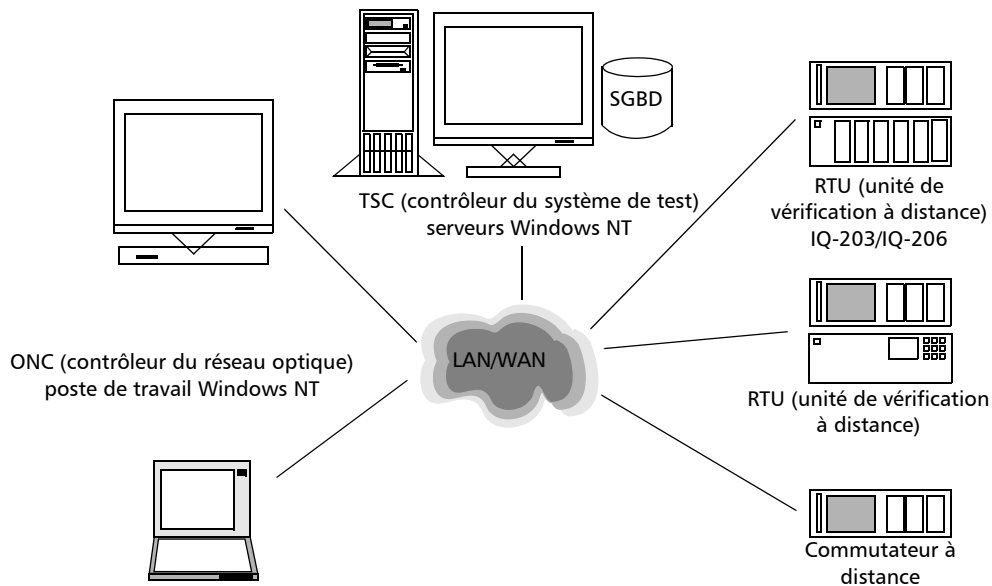 SGBD
TSC (contrôleur du système de test)
serveurs Windows NT
RTU (unité de
vérification à distance)
IQ-203/IQ-206
LAN/WAN
ONC (contrôleur du réseau optique)
poste de travail Windows NT
RTU (unité de vérification
à distance)
Commutateur à
distance